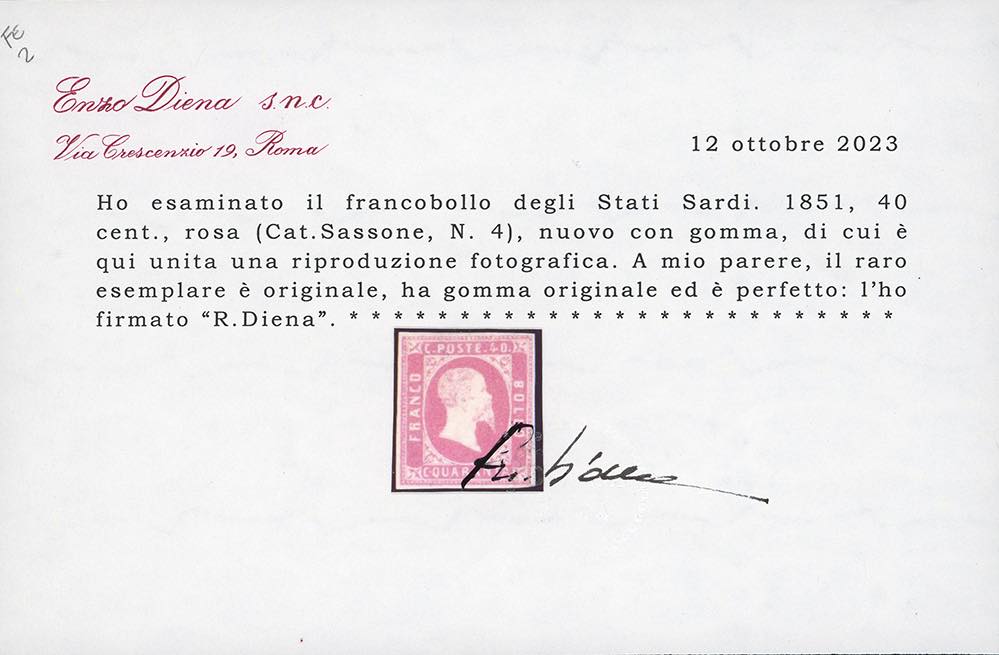 FE
2
Enzo Diena s.n.c.
Via Crescenzio 19, Roma
12 ottobre 2023
Ho esaminato il francobollo degli Stati Sardi. 1851, 40
cent., rosa (Cat.Sassone, N. 4), nuovo con gomma, di cui è
qui unita una riproduzione fotografica. A mio parere, il raro
esemplare è originale, ha gomma originale ed è perfetto: l’ho
firmato “R.Diena”. * * * * * * * * * * * * * * * * * * * * * * * * *
C. POSTE. 40.
FRANCO
BOLLO